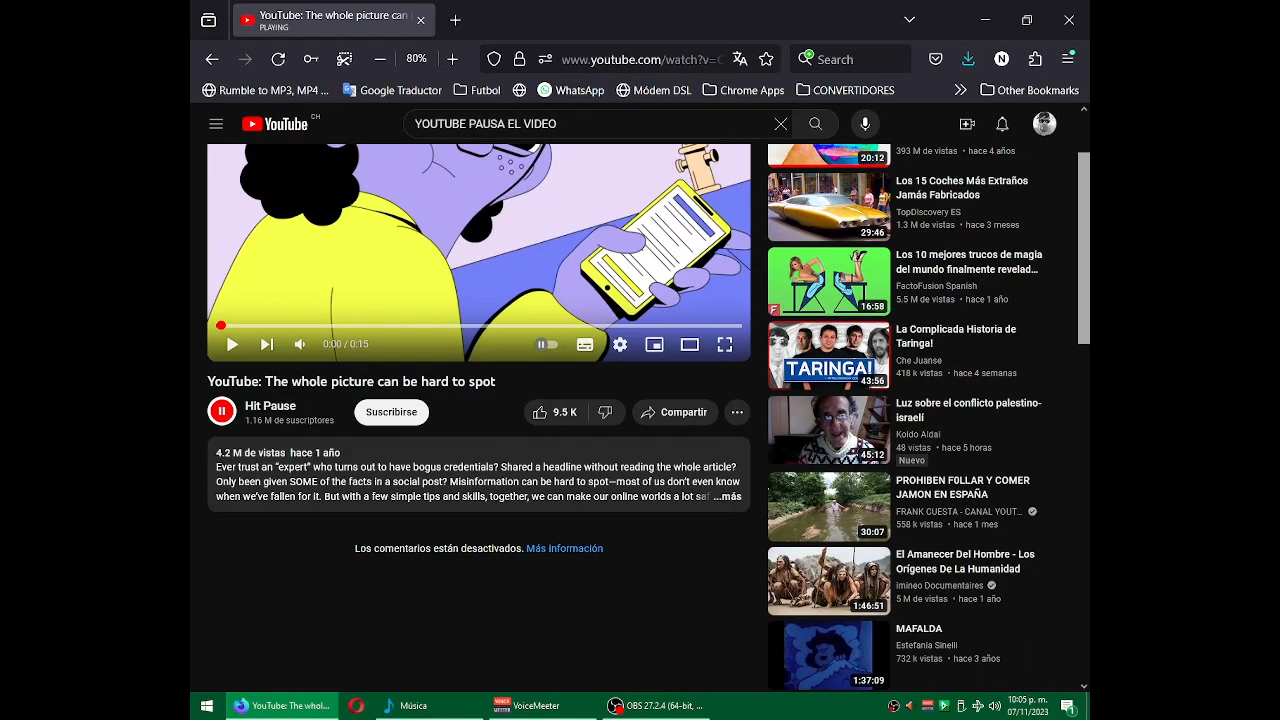 YouTube: The whole picture can
PLAYING
80%
www.youtube.com/watch?v=
Search
Rumble to MP3, MP4 ...
Google Traductor
Futbol
WhatsApp
Módem DSL
Chrome Apps
CONVERTIDORES
Other Bookmarks
YouTube CH
YOUTUBE PAUSA EL VIDEO
0:00 / 0:15
YouTube: The whole picture can be hard to spot
Hit Pause
1.16 M de suscriptores
Suscribirse
9.5 K
Compartir
4.2 M de vistas hace 1 año
Ever trust an “expert” who turns out to have bogus credentials? Shared a headline without reading the whole article?
Only been given SOME of the facts in a social post? Misinformation can be hard to spot—most of us don’t even know
when we’ve fallen for it. But with a few simple tips and skills, together, we can make our online worlds a lot saf ...más
Los comentarios están desactivados. Más información
20:12
393 M de vistas • hace 4 años
29:46
Los 15 Coches Más Extraños
Jamás Fabricados
TopDIscovery ES
1.3 M de vistas • hace 3 meses
16:58
Los 10 mejores trucos de magia
del mundo finalmente revelad...
FactoFusion Spanish
5.5 M de vistas • hace 1 año
TARINGA!
43:56
La Complicada Historia de
Taringa!
Che Juanse
418 k vistas • hace 4 semanas
45:12
Luz sobre el conflicto palestino-
israelí
Koldo Aldai
48 vistas • hace 5 horas
Nuevo
30:07
PROHIBEN F0LLAR Y COMER
JAMON EN ESPAÑA
FRANK CUESTA - CANAL YOUT...
558 k vistas • hace 1 mes
1:46:51
El Amanecer Del Hombre - Los
Orígenes De La Humanidad
imineo Documentaires
5 M de vistas • hace 1 año
1:37:09
MAFALDA
Estefania Sinelli
732 k vistas • hace 3 años
YouTube: The whol...
Música
VoiceMeeter
OBS 27.2.4 (64-bit, ...
10:05 p. m.
07/11/2023
1